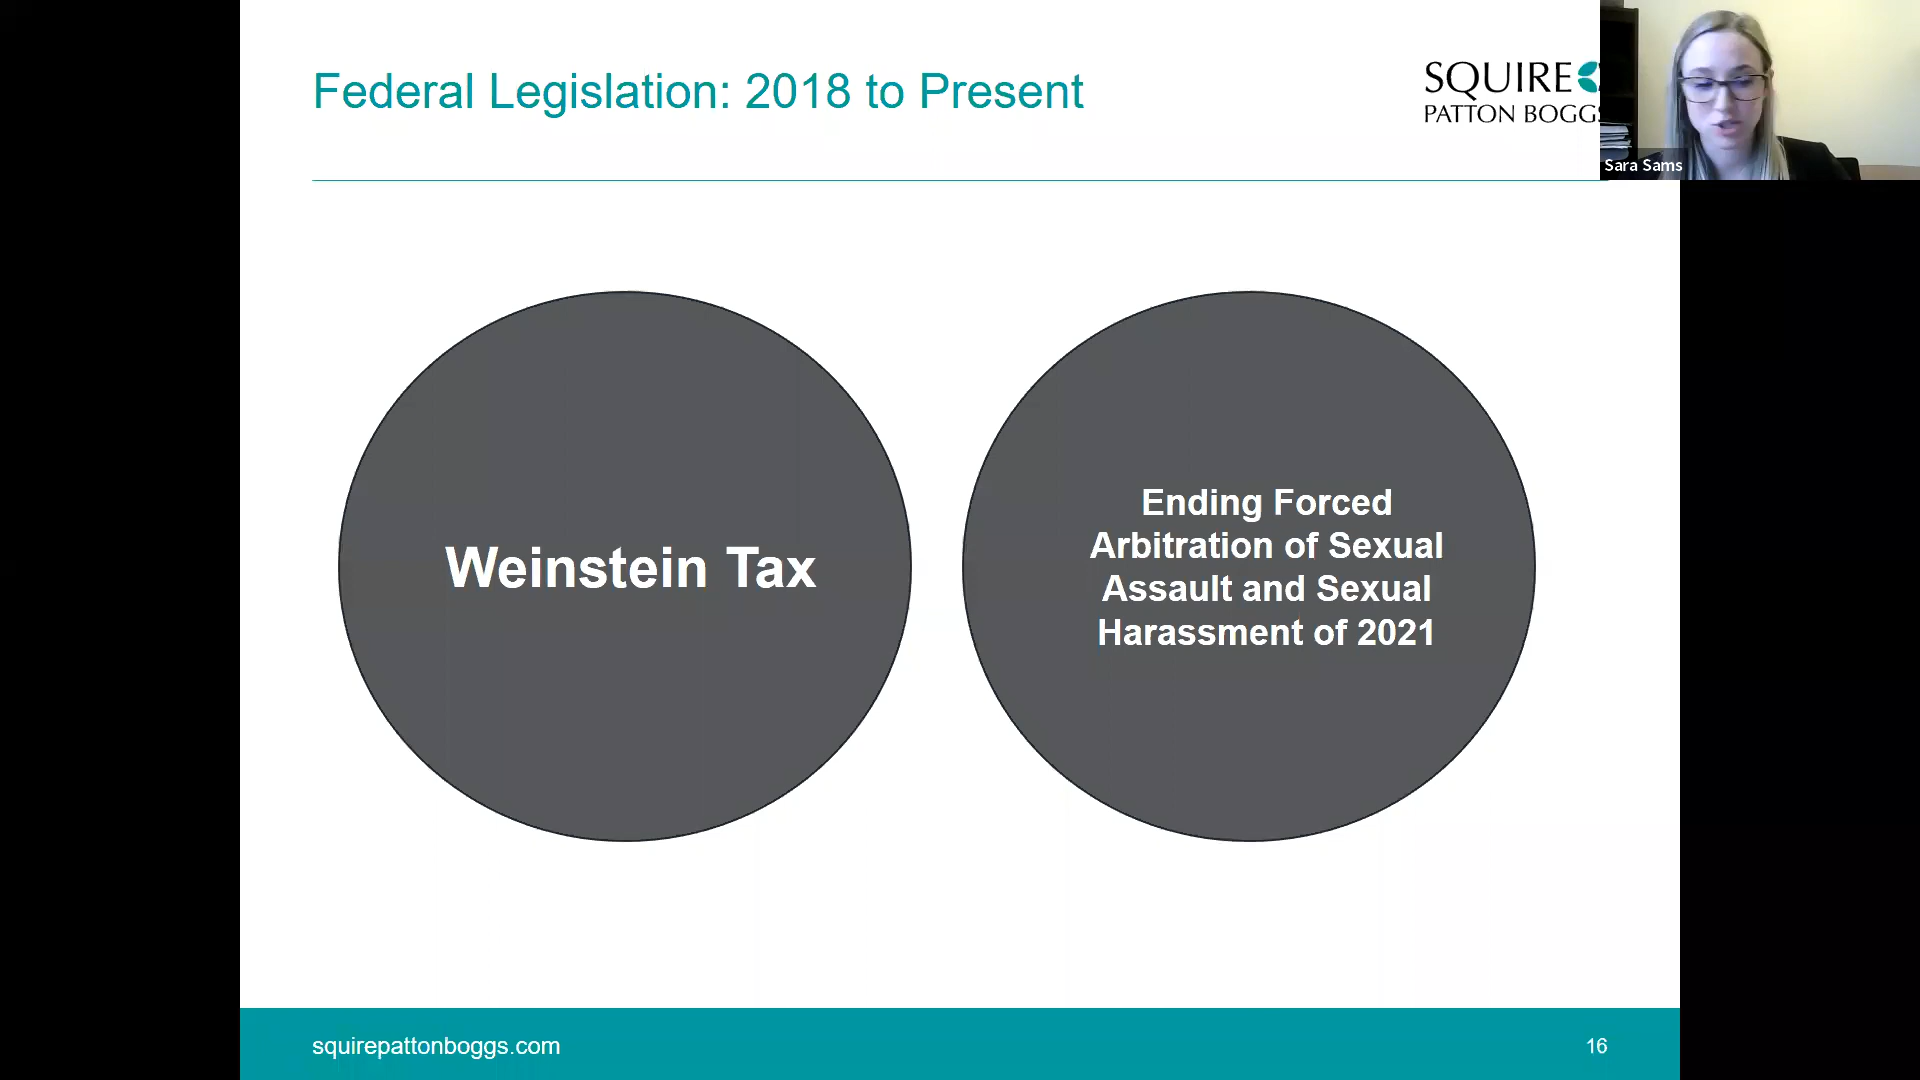 Federal Legislation: 2018 to Present
SQUIRE
PATTON BOGGS
Sara Sams
Weinstein Tax
Ending Forced
Arbitration of Sexual
Assault and Sexual
Harassment of 2021
squirepattonboggs.com
16